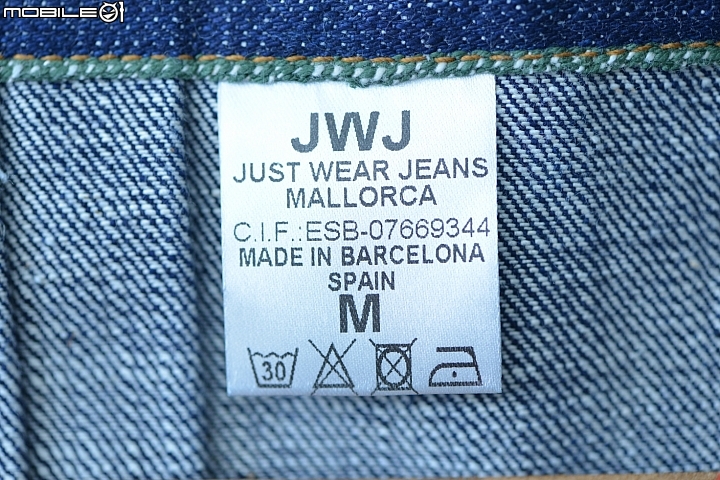 MOBILE01
JWJ
JUST WEAR JEANS
MALLORCA
C.I.F.:ESB-07669344
MADE IN BARCELONA
SPAIN
M
30